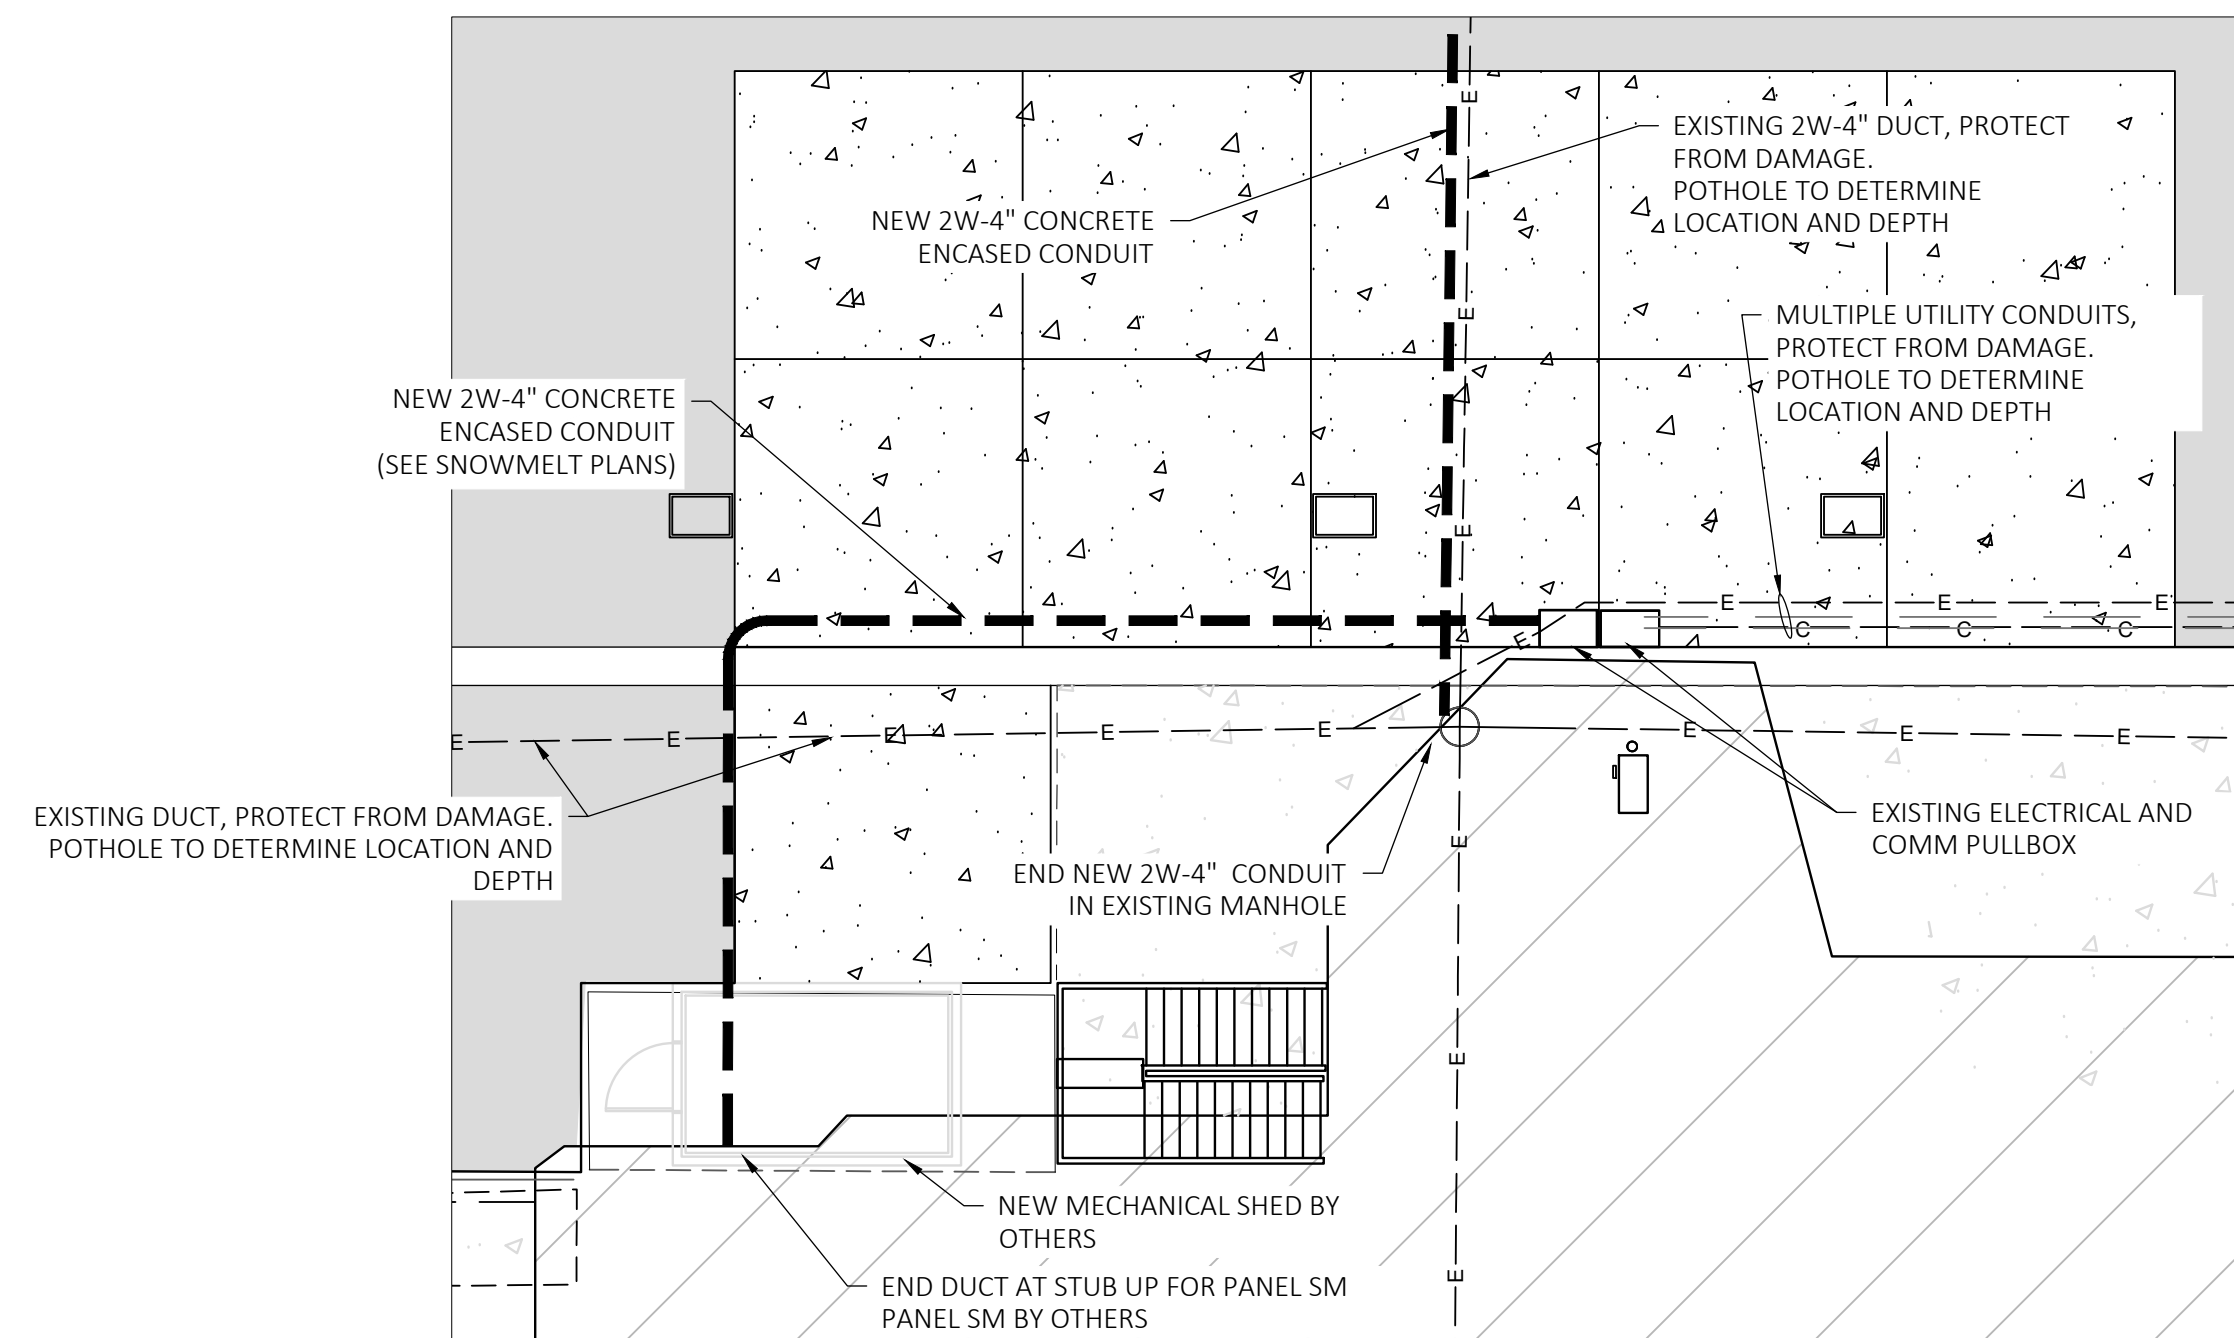 EXISTING 2W-4" DUCT, PROTECT
FROM DAMAGE.
POTHOLE TO DETERMINE
LOCATION AND DEPTH
NEW 2W-4" CONCRETE
ENCASED CONDUIT
MULTIPLE UTILITY CONDUITS,
PROTECT FROM DAMAGE.
POTHOLE TO DETERMINE
LOCATION AND DEPTH
NEW 2W-4" CONCRETE
ENCASED CONDUIT
(SEE SNOWMELT PLANS)
E
E
E
E E E
E
C C C
E E E E E E E E
EXISTING DUCT, PROTECT FROM DAMAGE.
POTHOLE TO DETERMINE LOCATION AND
DEPTH
EXISTING ELECTRICAL AND
COMM PULLBOX
E
END NEW 2W-4" CONDUIT
IN EXISTING MANHOLE
E
NEW MECHANICAL SHED BY
OTHERS
E
END DUCT AT STUB UP FOR PANEL SM
PANEL SM BY OTHERS